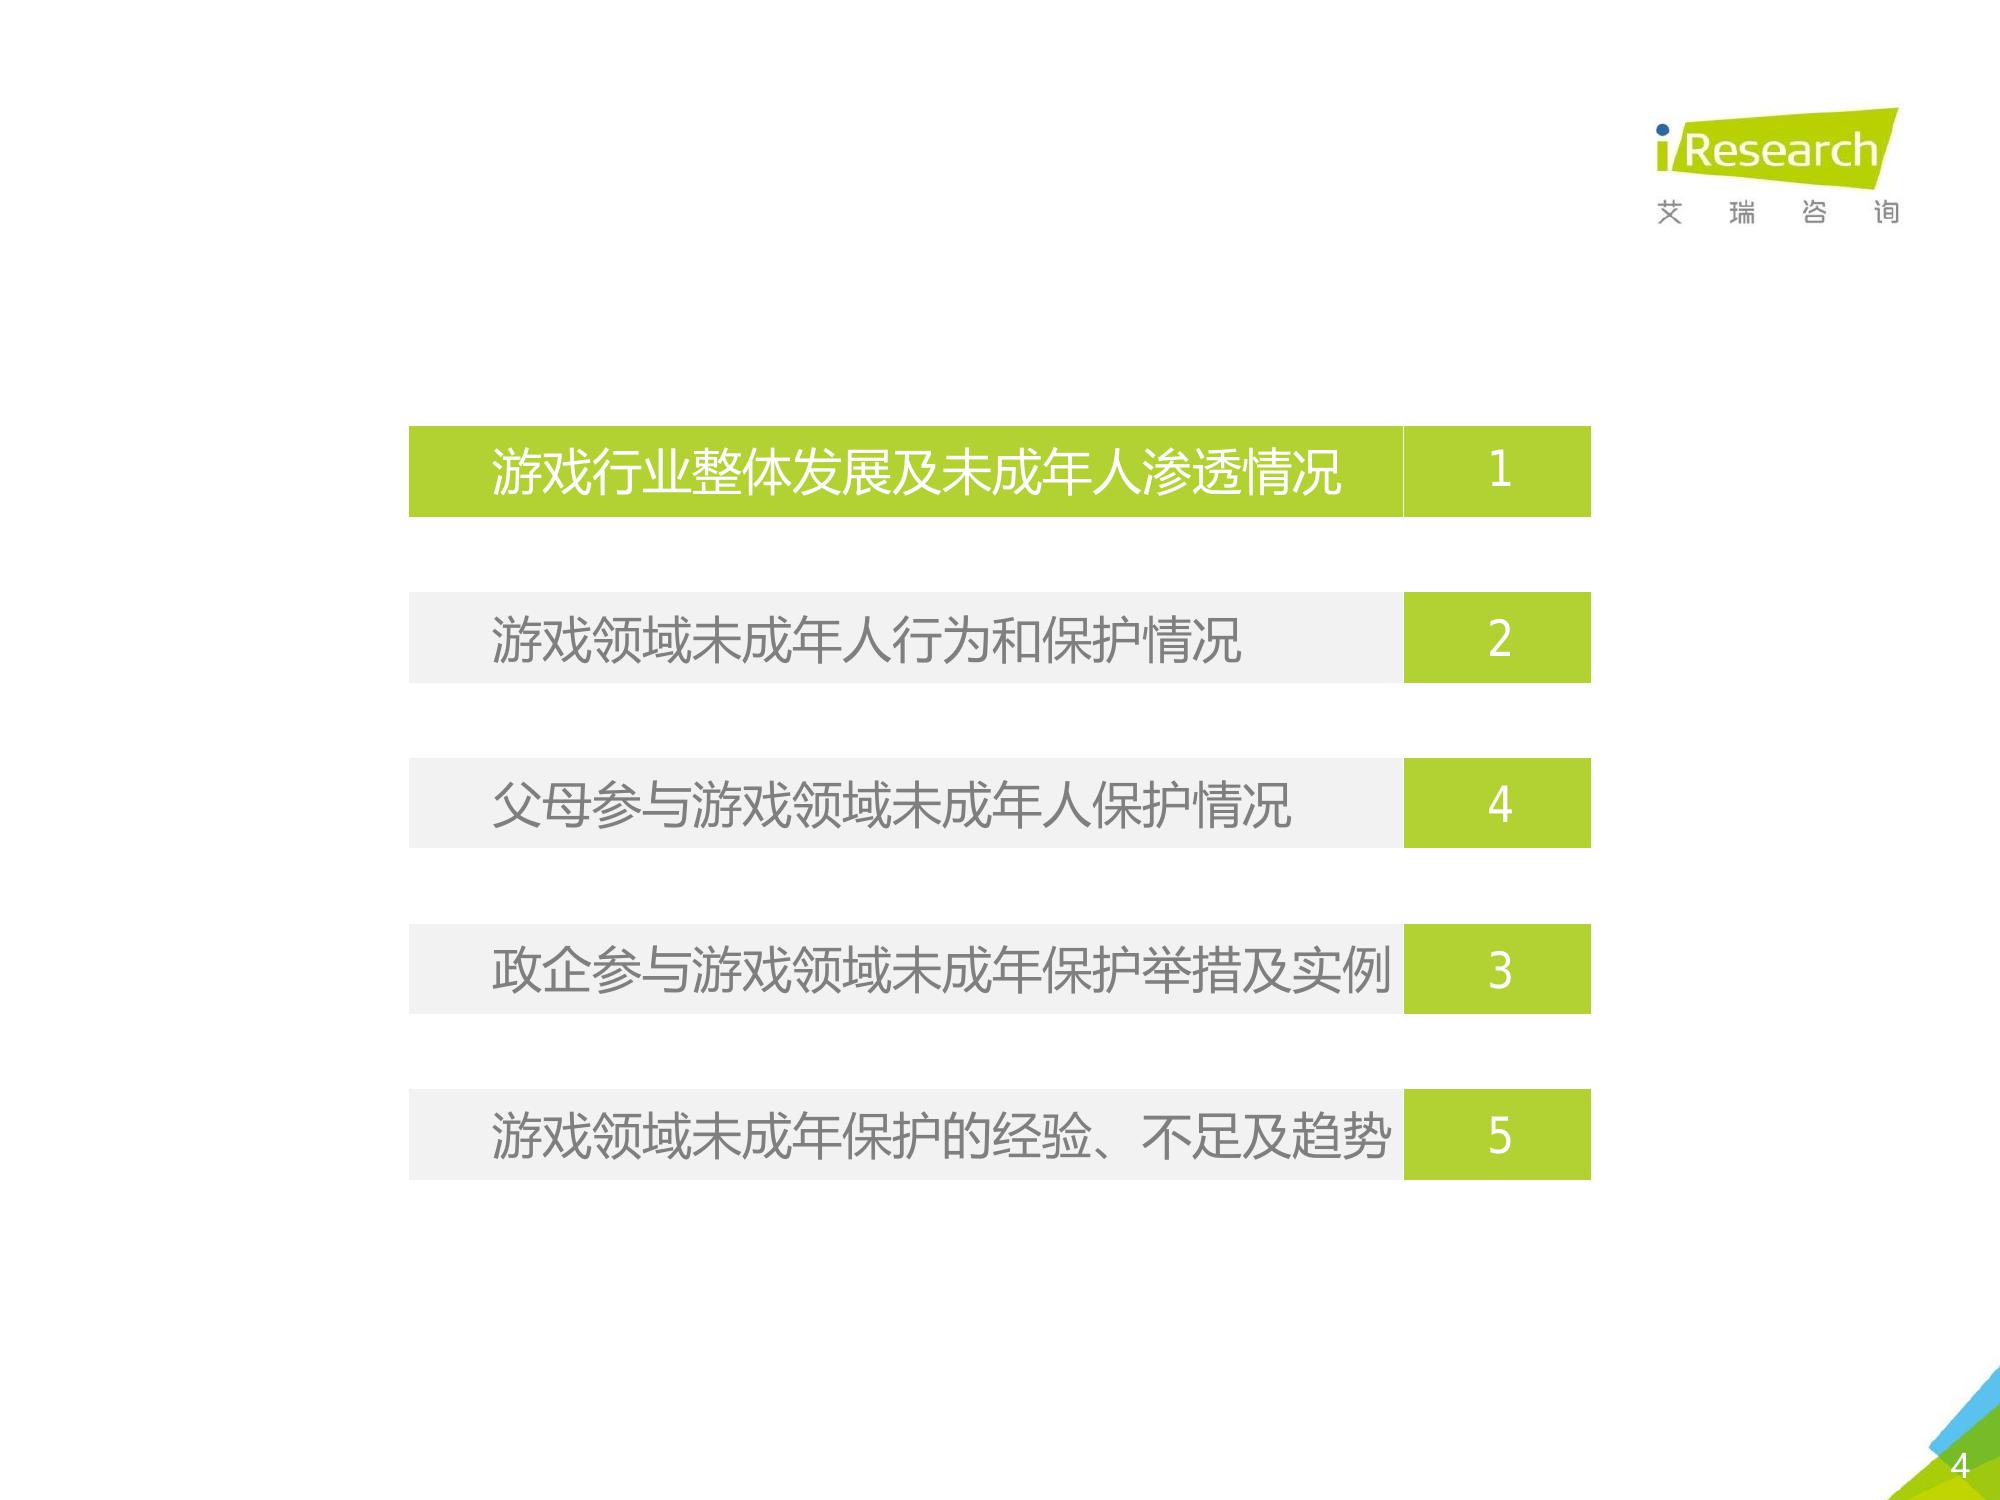 iResearch
艾瑞咨询
游戏行业整体发展及未成年人渗透情况 1
游戏领域未成年人行为和保护情况 2
父母参与游戏领域未成年人保护情况 4
政企参与游戏领域未成年保护举措及实例 3
游戏领域未成年保护的经验、不足及趋势 5
4